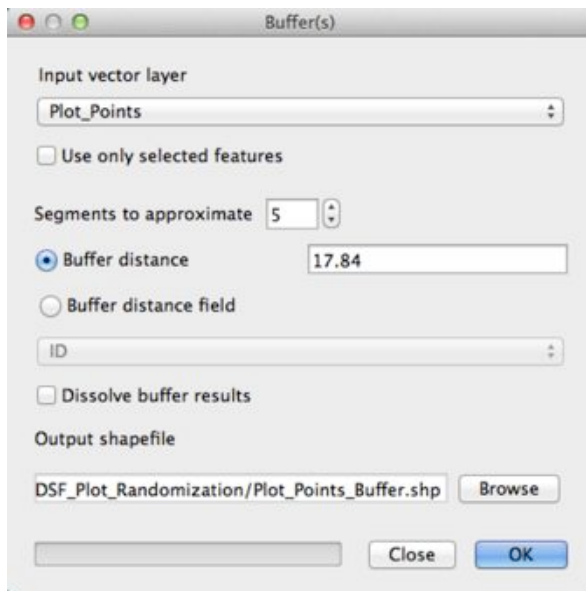 Buffer(s)
Input vector layer
Plot_Points
Use only selected features
Segments to approximate 5
Buffer distance 17.84
Buffer distance field
ID
Dissolve buffer results
Output shapefile
DSF_Plot_Randomization/Plot_Points_Buffer.shp Browse
Close OK